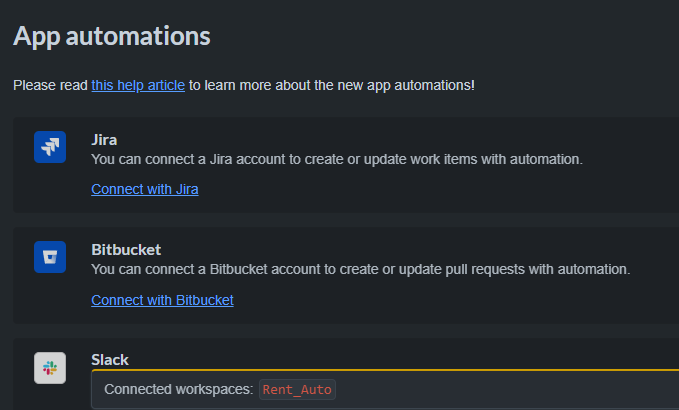 App automations
Please read this help article to learn more about the new app automations!
Jira
You can connect a Jira account to create or update work items with automation.
Connect with Jira
Bitbucket
You can connect a Bitbucket account to create or update pull requests with automation.
Connect with Bitbucket
Slack
Connected workspaces: Rent_Auto